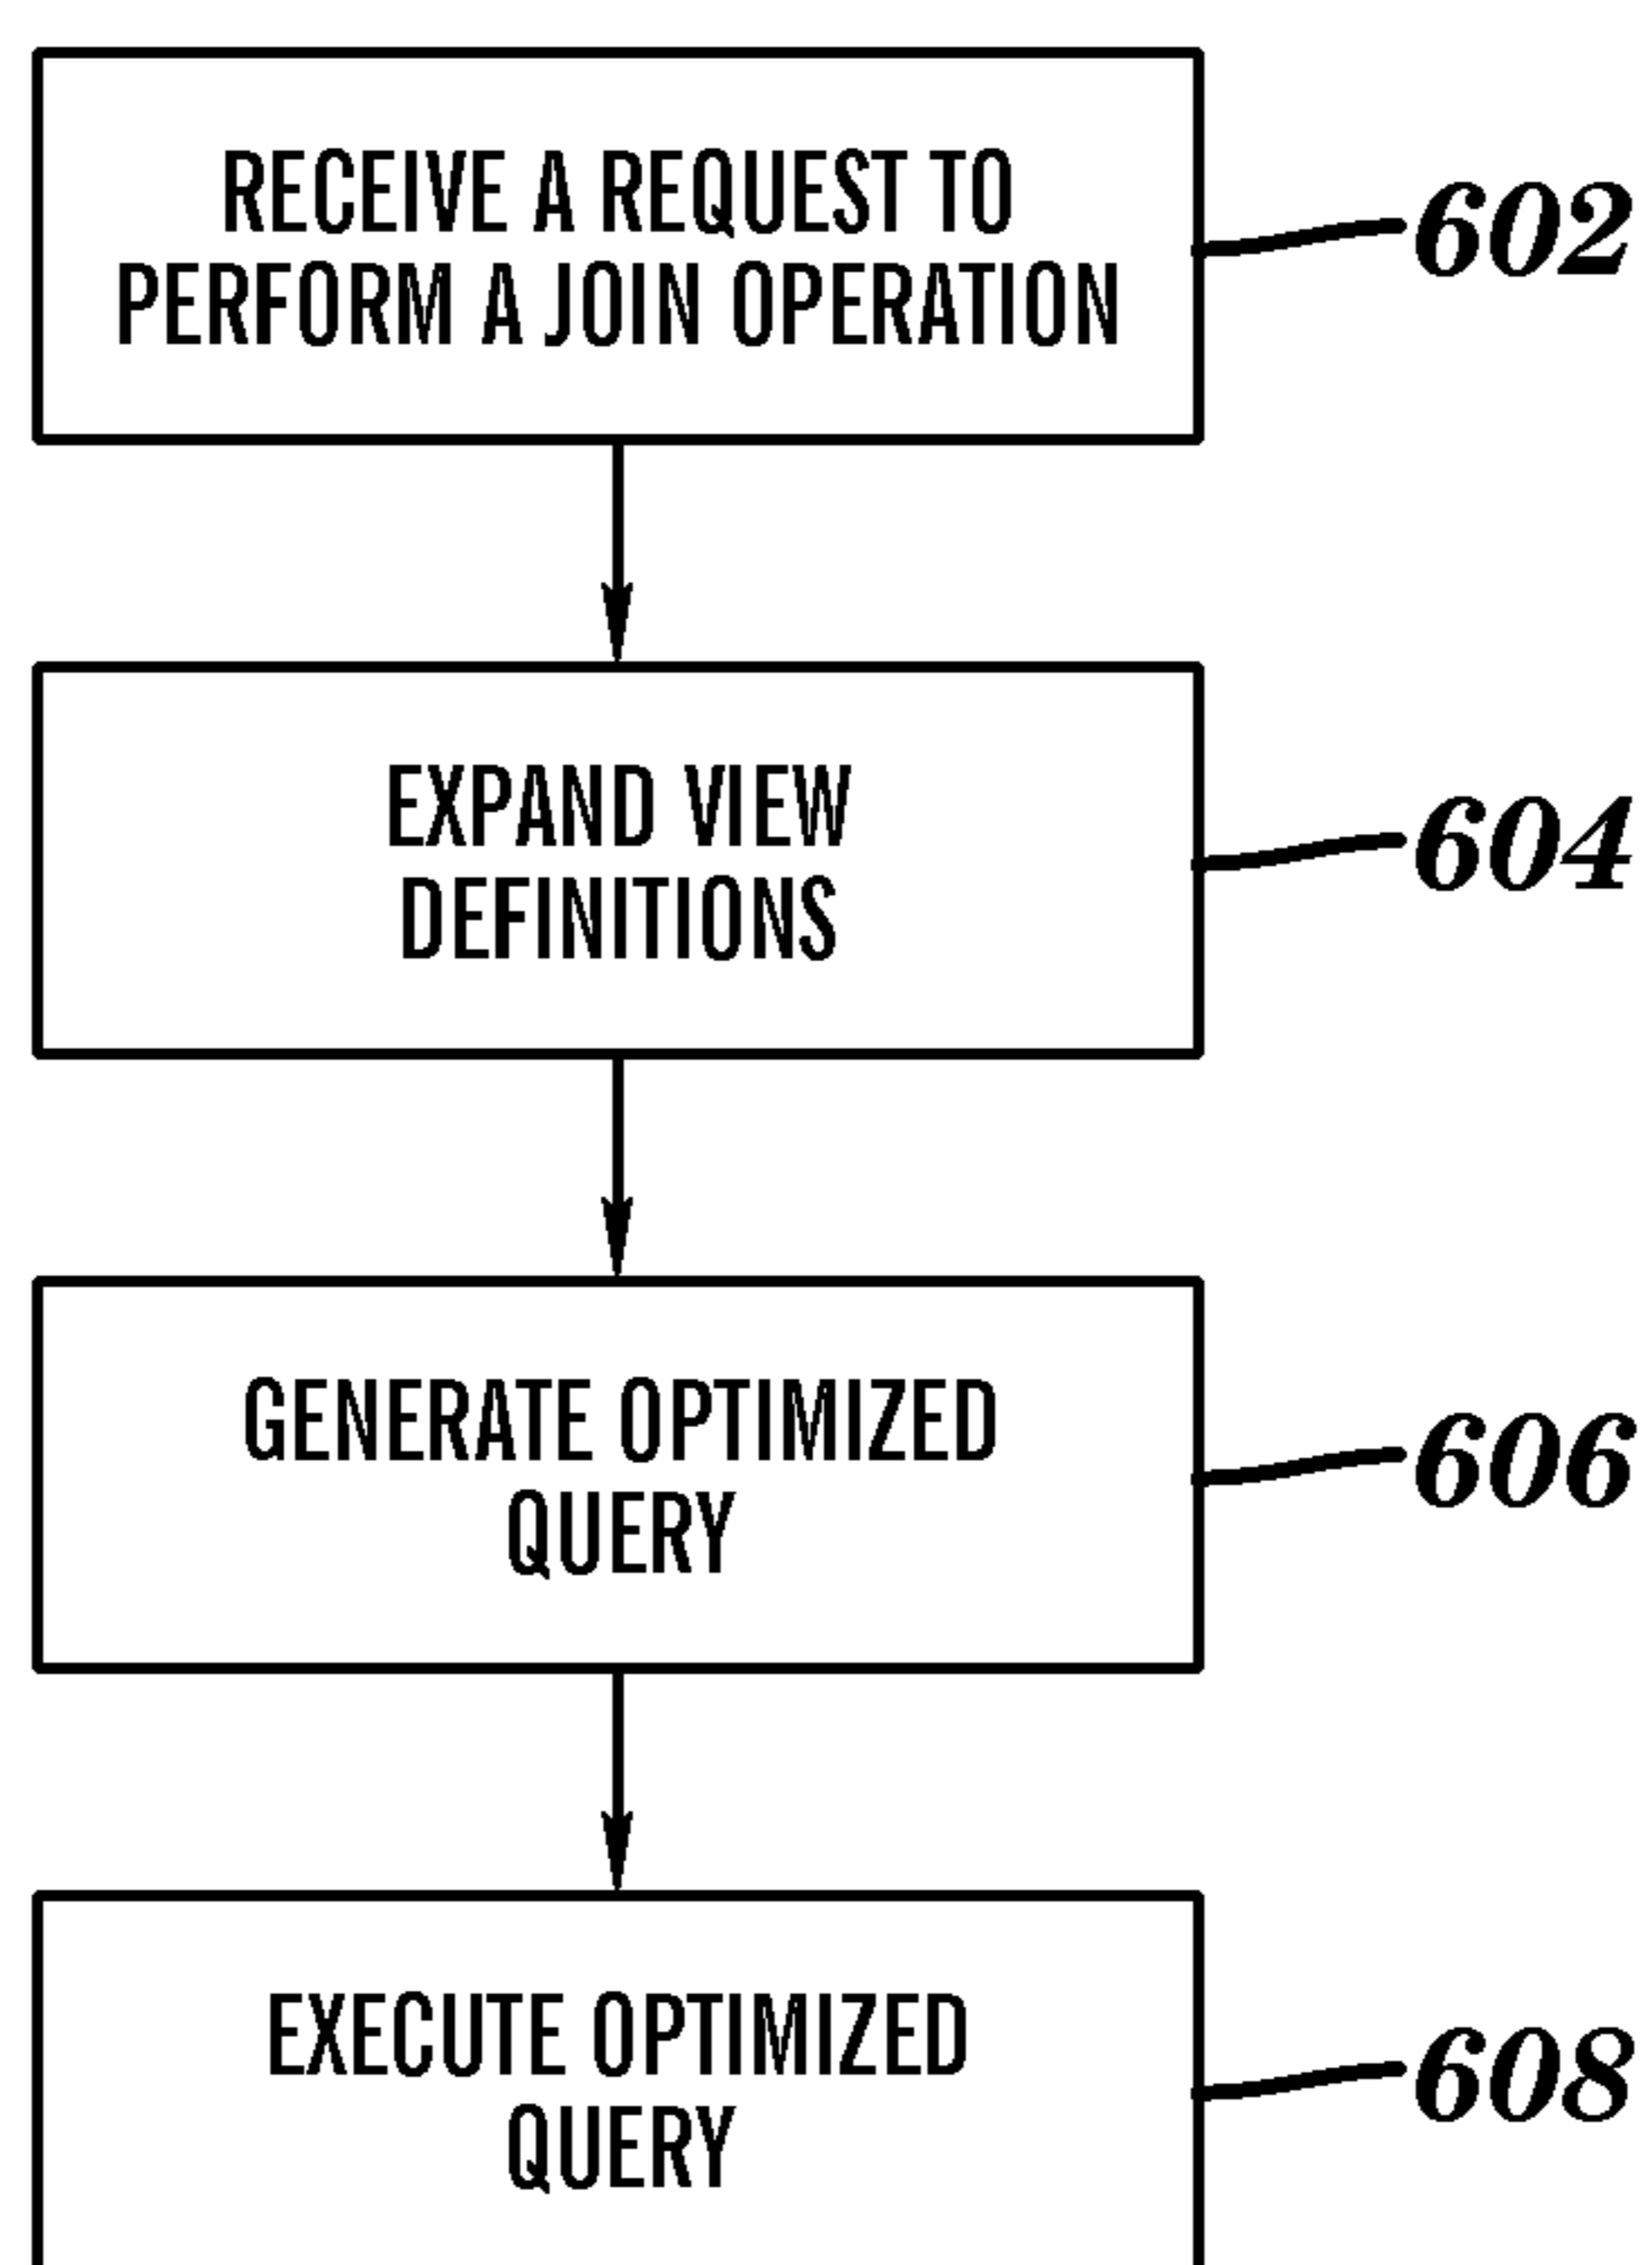 RECEIVE A REQUEST TO
PERFORM A JOIN OPERATION
602
EXPAND VIEW
DEFINITIONS
604
GENERATE OPTIMIZED
QUERY
606
EXECUTE OPTIMIZED
QUERY
608